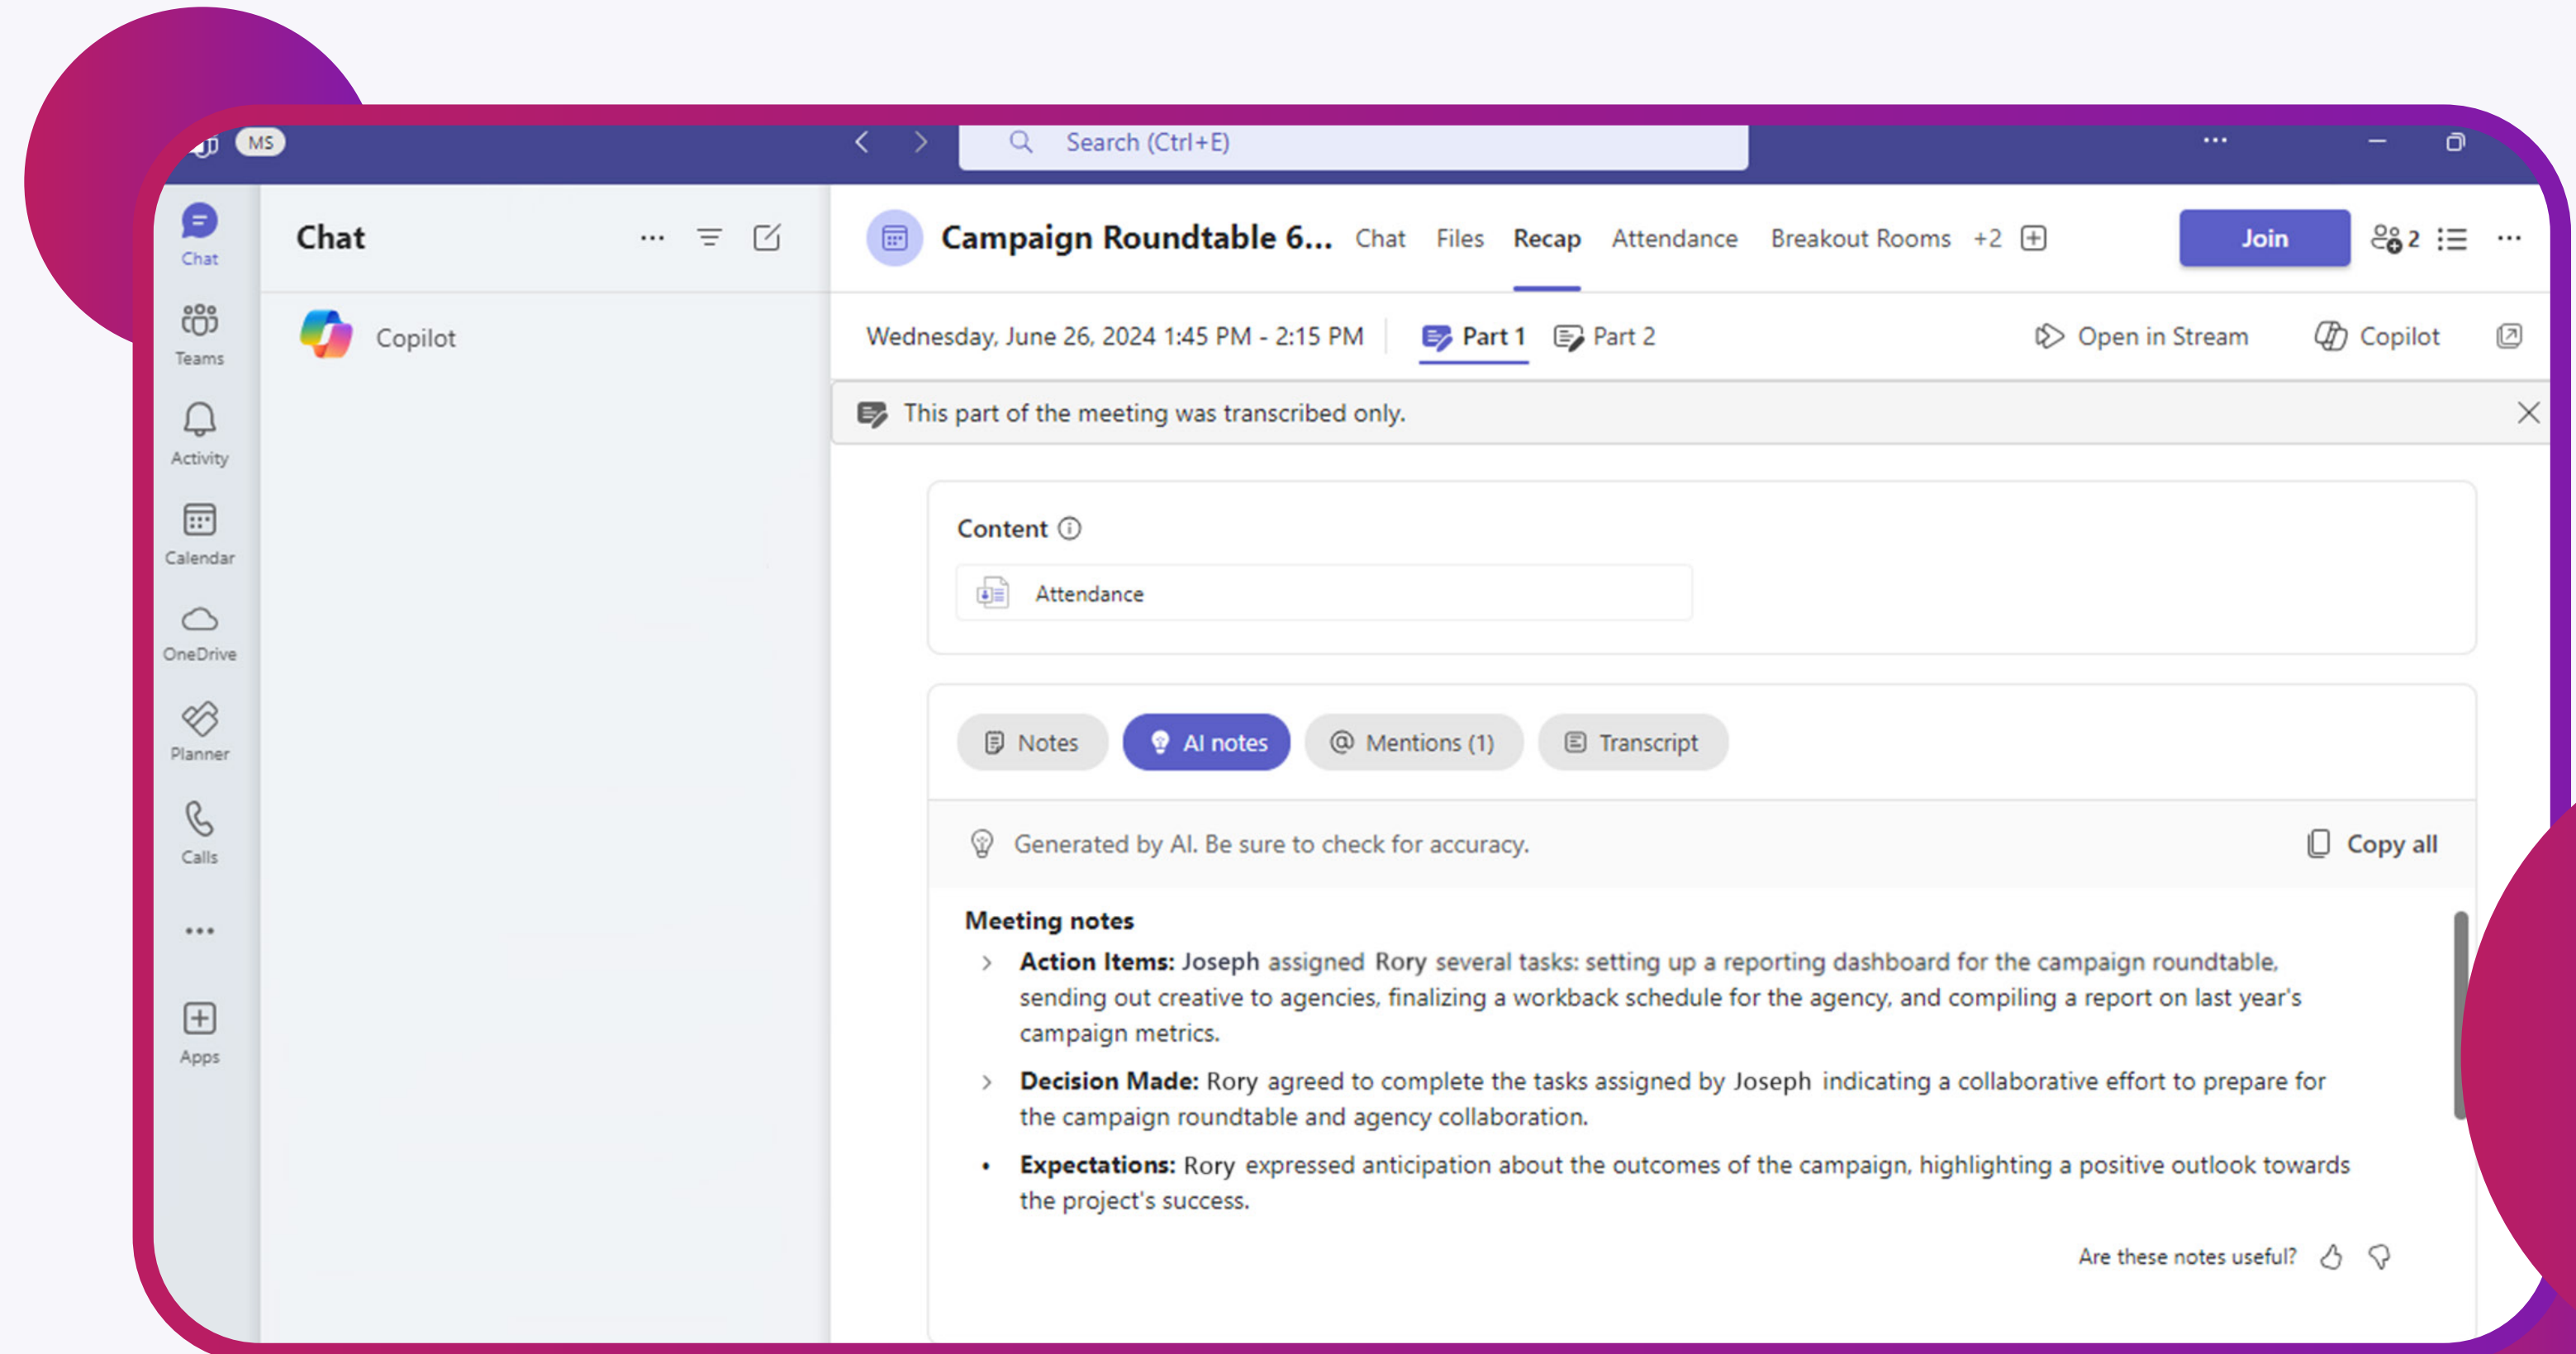 MS
Search (Ctrl+E)
Chat
Teams
Activity
Calendar
OneDrive
Planner
Calls
Apps
Chat
Copilot
Campaign Roundtable 6... Chat Files Recap Attendance Breakout Rooms +2 Join 2
Wednesday, June 26, 2024 1:45 PM - 2:15 PM Part 1 Part 2 Open in Stream Copilot
This part of the meeting was transcribed only.
Content
Attendance
Notes AI notes Mentions (1) Transcript
Generated by AI. Be sure to check for accuracy. Copy all
Meeting notes
Action Items: Joseph assigned Rory several tasks: setting up a reporting dashboard for the campaign roundtable,
sending out creative to agencies, finalizing a workback schedule for the agency, and compiling a report on last year's
campaign metrics.
Decision Made: Rory agreed to complete the tasks assigned by Joseph indicating a collaborative effort to prepare for
the campaign roundtable and agency collaboration.
Expectations: Rory expressed anticipation about the outcomes of the campaign, highlighting a positive outlook towards
the project's success.
Are these notes useful?